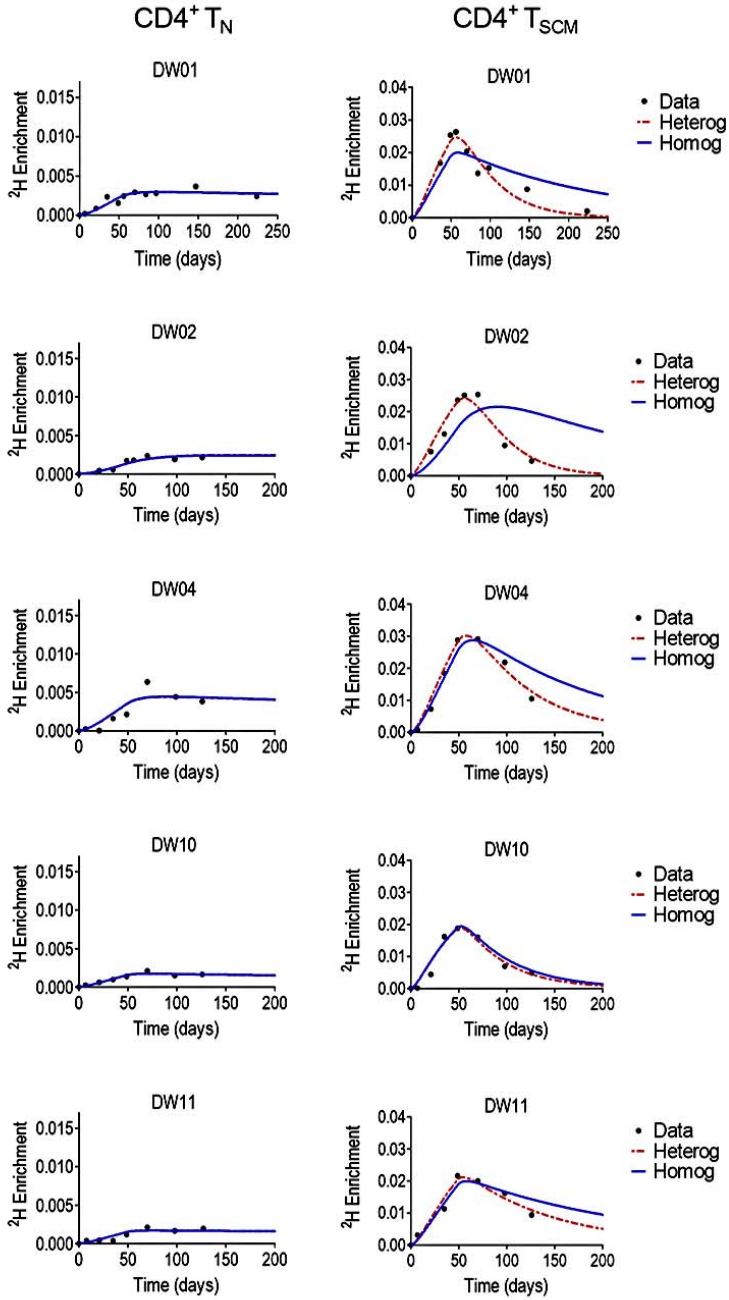 CD4⁺ T_N
CD4⁺ T_SCM
DW01
²H Enrichment
0.015
0.010
0.005
0.000
0 50 100 150 200 250
Time (days)
DW01
²H Enrichment
0.04
0.03
0.02
0.01
0.00
0 50 100 150 200 250
Time (days)
Data
Heterog
Homog
DW02
²H Enrichment
0.015
0.010
0.005
0.000
0 50 100 150 200
Time (days)
DW02
²H Enrichment
0.04
0.03
0.02
0.01
0.00
0 50 100 150 200
Time (days)
Data
Heterog
Homog
DW04
²H Enrichment
0.015
0.010
0.005
0.000
0 50 100 150 200
Time (days)
DW04
²H Enrichment
0.04
0.03
0.02
0.01
0.00
0 50 100 150 200
Time (days)
Data
Heterog
Homog
DW10
²H Enrichment
0.015
0.010
0.005
0.000
0 50 100 150 200
Time (days)
DW10
²H Enrichment
0.04
0.03
0.02
0.01
0.00
0 50 100 150 200
Time (days)
Data
Heterog
Homog
DW11
²H Enrichment
0.015
0.010
0.005
0.000
0 50 100 150 200
Time (days)
DW11
²H Enrichment
0.04
0.03
0.02
0.01
0.00
0 50 100 150 200
Time (days)
Data
Heterog
Homog